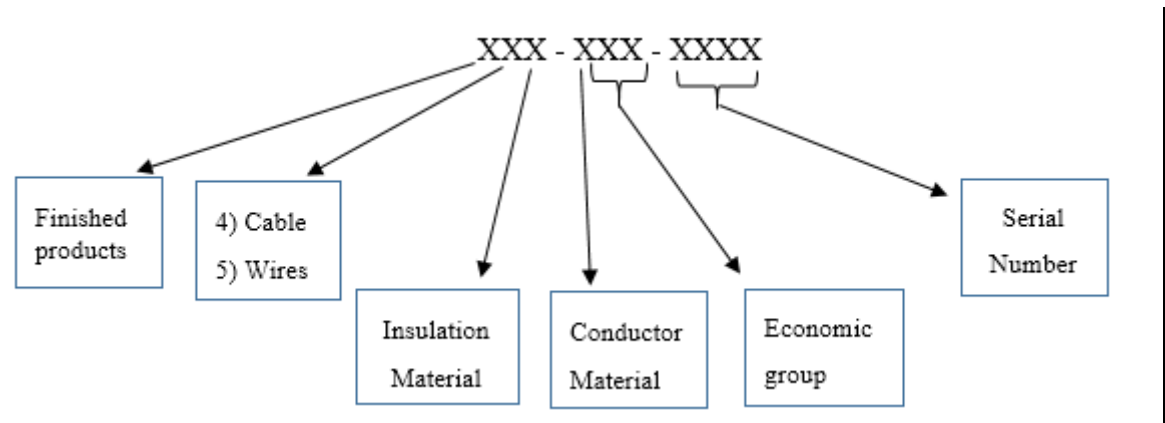 XXX - XXX - XXXX
Finished
products
4) Cable
5) Wires
Insulation
Material
Conductor
Material
Economic
group
Serial
Number